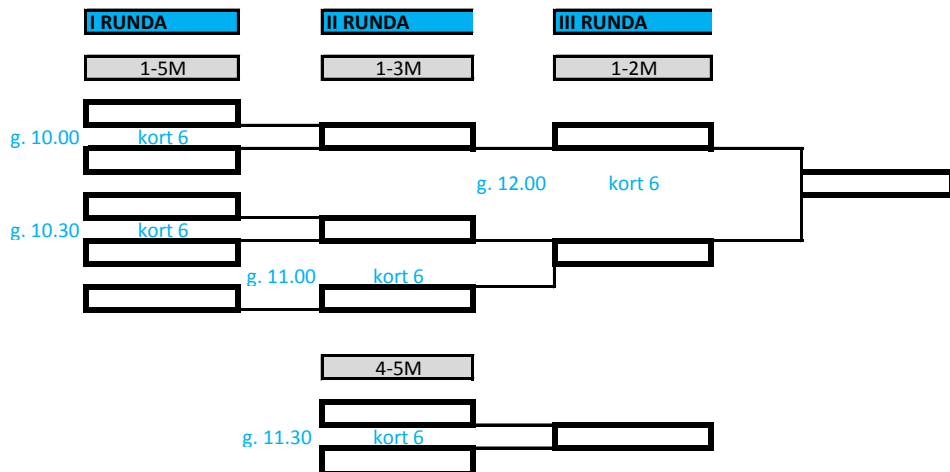 I RUNDA II RUNDA III RUNDA
1-5M 1-3M 1-2M
g. 10.00 kort 6
g. 12.00 kort 6
g. 10.30 kort 6
g. 11.00 kort 6
4-5M
g. 11.30 kort 6